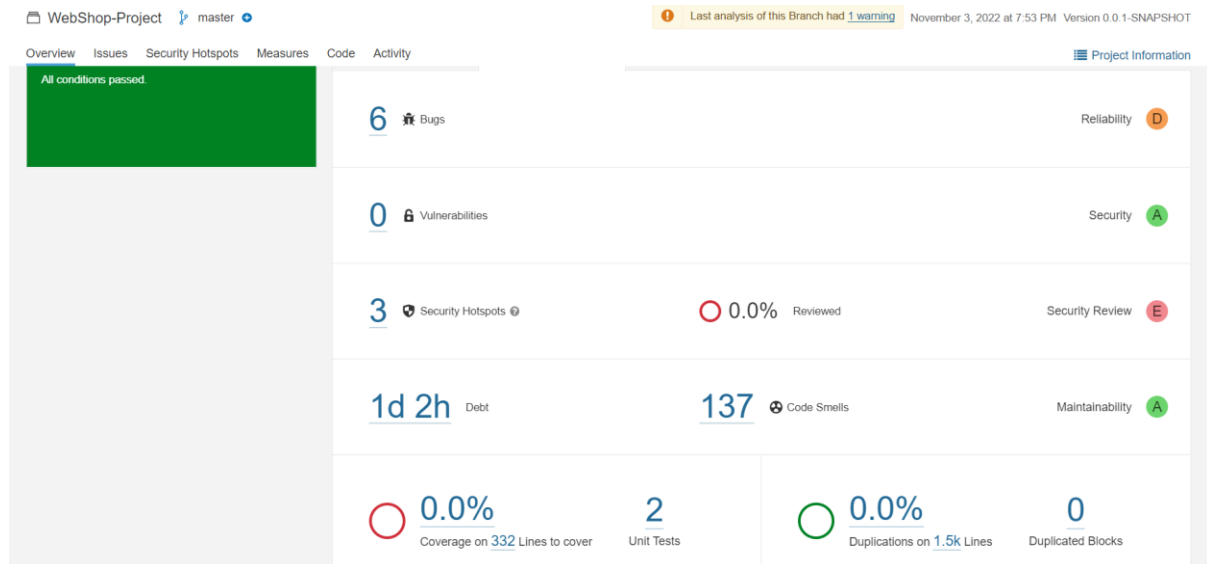 WebShop-Project master
Last analysis of this Branch had 1 warning November 3, 2022 at 7:53 PM Version 0.0.1-SNAPSHOT
Overview Issues Security Hotspots Measures Code Activity
Project Information
All conditions passed.
6 Bugs Reliability D
0 Vulnerabilities Security A
3 Security Hotspots 0.0% Reviewed Security Review E
1d 2h Debt 137 Code Smells Maintainability A
0.0% 2 0.0% 0
Coverage on 332 Lines to cover Unit Tests Duplications on 1.5k Lines Duplicated Blocks